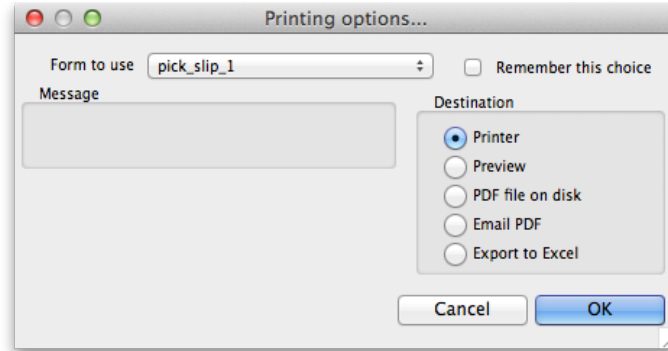 Printing options...
Form to use pick_slip_1 Remember this choice
Message
Destination
Printer
Preview
PDF file on disk
Email PDF
Export to Excel
Cancel OK